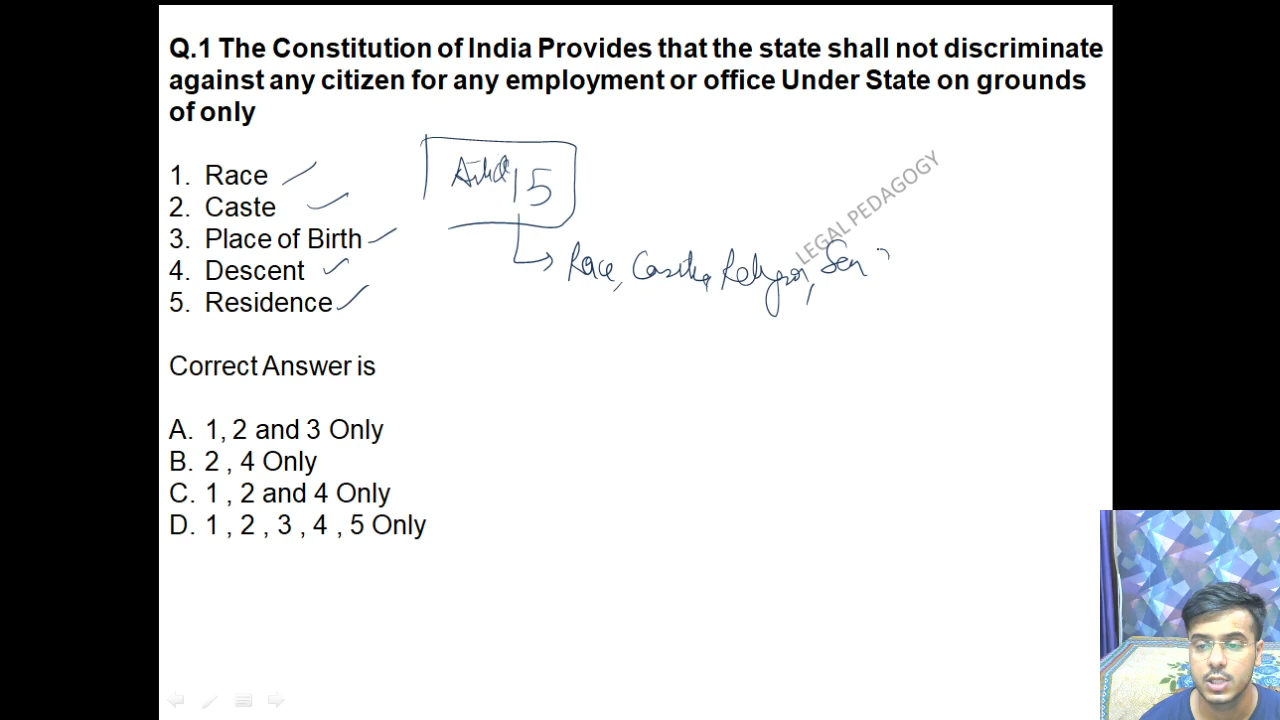 Q.1 The Constitution of India Provides that the state shall not discriminate
against any citizen for any employment or office Under State on grounds
of only
1. Race
2. Caste
3. Place of Birth
4. Descent
5. Residence
15
Race, Caste, Religion, Sex
LEGAL PEDAGOGY
Correct Answer is
A. 1, 2 and 3 Only
B. 2 , 4 Only
C. 1 , 2 and 4 Only
D. 1 , 2 , 3 , 4 , 5 Only